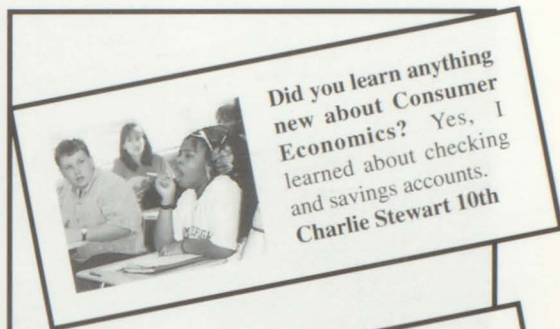 Did you learn anything
new about Consumer
Economics? Yes, I
learned about checking
and savings accounts.
Charlie Stewart 10th